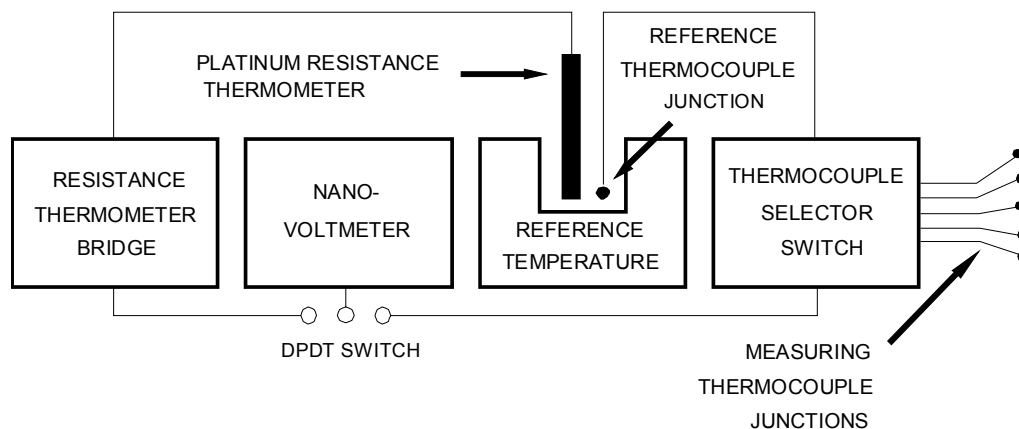 REFERENCE
THERMOCOUPLE
JUNCTION
PLATINUM RESISTANCE
THERMOMETER
RESISTANCE
THERMOMETER
BRIDGE
NANO-
VOLTMETER
REFERENCE
TEMPERATURE
THERMOCOUPLE
SELECTOR
SWITCH
DPDT SWITCH
MEASURING
THERMOCOUPLE
JUNCTIONS